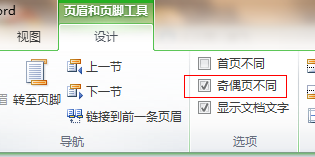 ord
页眉和页脚工具
视图
设计
转至页脚
上一节
下一节
链接到前一条页眉
导航
首页不同
奇偶页不同
显示文档文字
选项